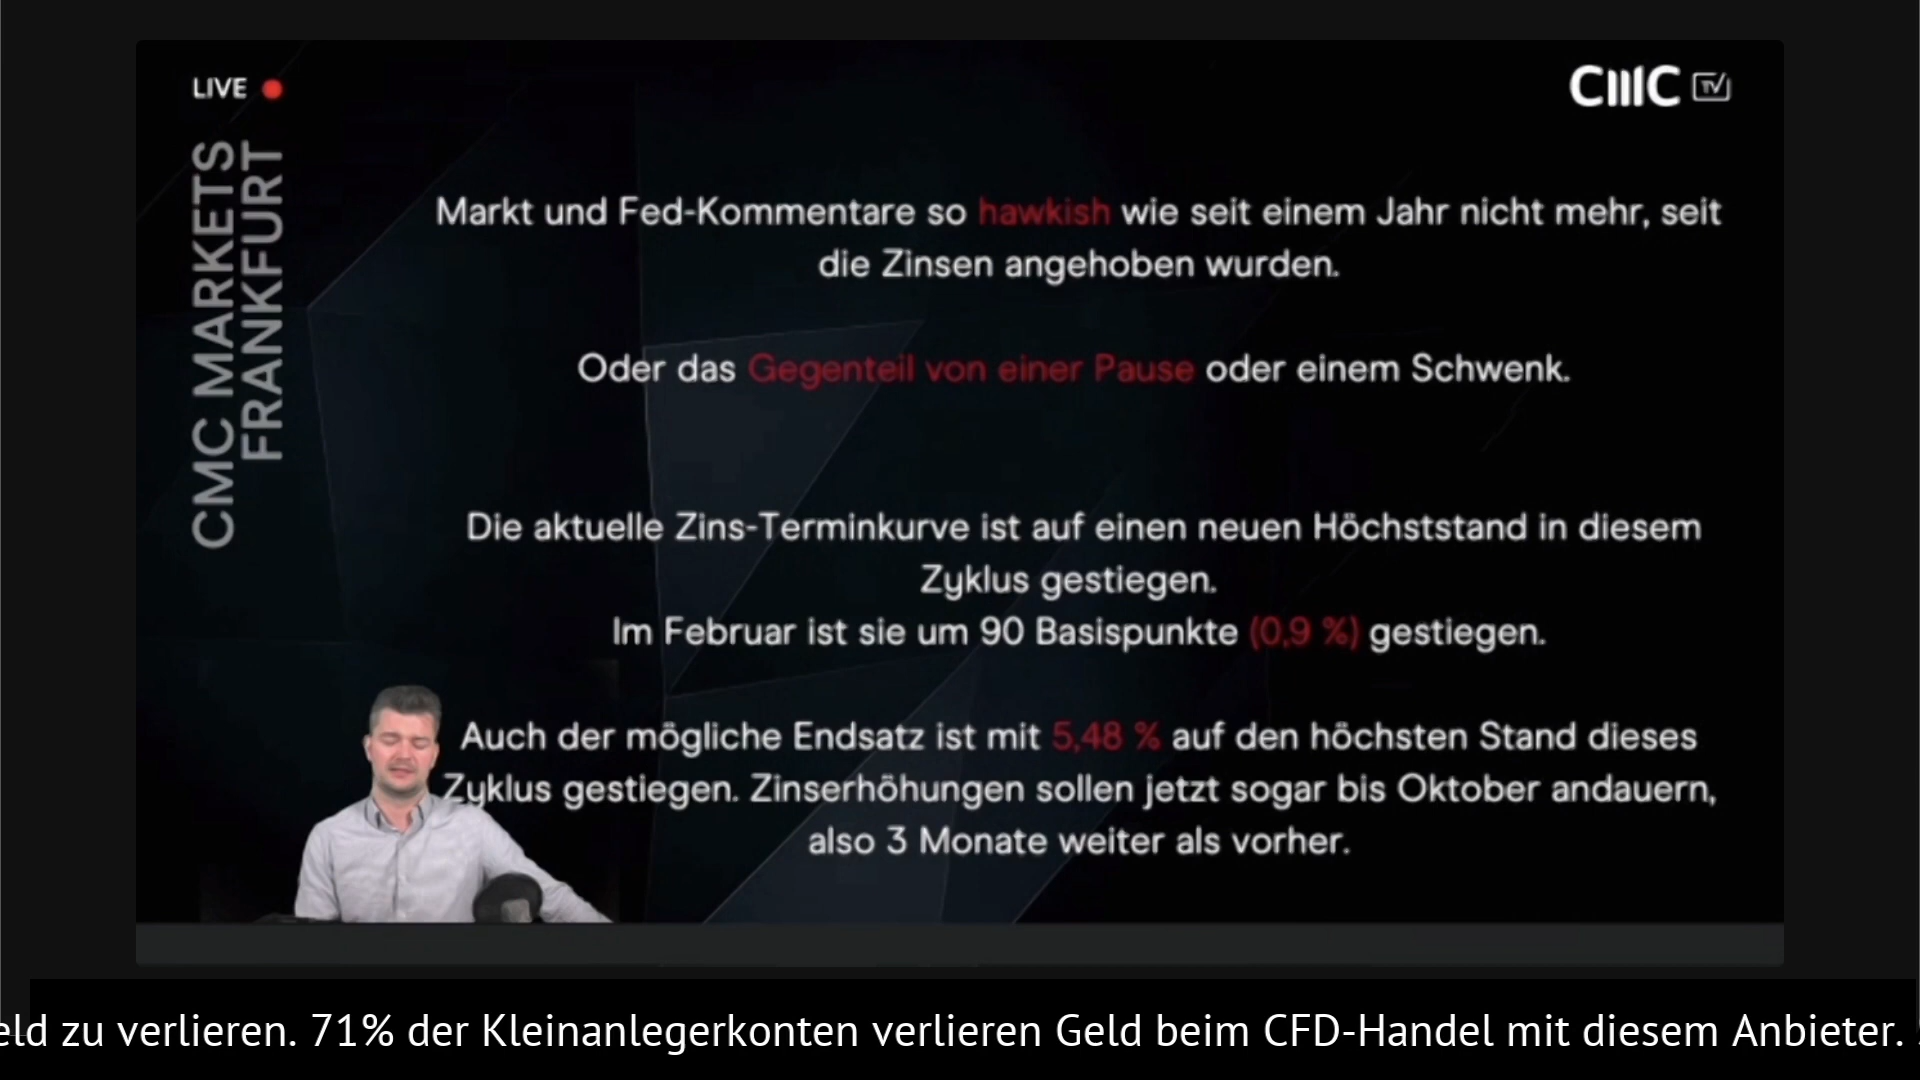 LIVE
CMC TV
CMC MARKETS
FRANKFURT
Markt und Fed-Kommentare so hawkish wie seit einem Jahr nicht mehr, seit
die Zinsen angehoben wurden.
Oder das Gegenteil von einer Pause oder einem Schwenk.
Die aktuelle Zins-Terminkurve ist auf einen neuen Höchststand in diesem
Zyklus gestiegen.
Im Februar ist sie um 90 Basispunkte (0,9 %) gestiegen.
Auch der mögliche Endsatz ist mit 5,48 % auf den höchsten Stand dieses
Zyklus gestiegen. Zinserhöhungen sollen jetzt sogar bis Oktober andauern,
also 3 Monate weiter als vorher.
eld zu verlieren. 71% der Kleinanlegerkonten verlieren Geld beim CFD-Handel mit diesem Anbieter.